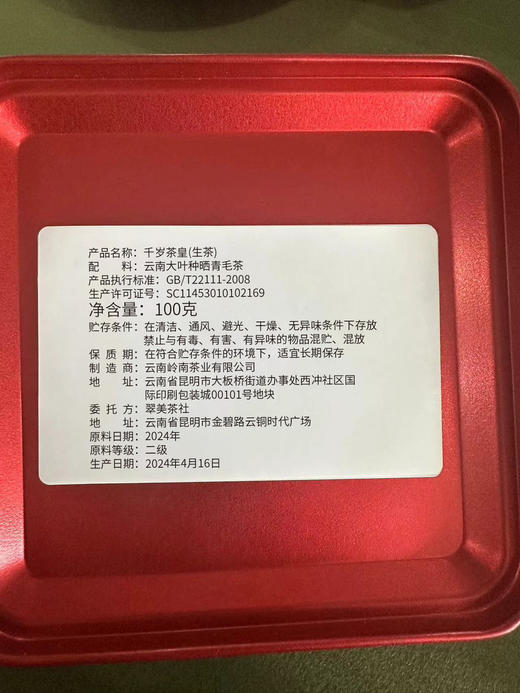 产品名称：千岁茶皇(生茶)
配　　料：云南大叶种晒青毛茶
产品执行标准：GB/T22111-2008
生产许可证号：SC11453010102169
净含量：100克
贮存条件：在清洁、通风、避光、干燥、无异味条件下存放
禁止与有毒、有害、有异味的物品混贮、混放
保 质 期：在符合贮存条件的环境下，适宜长期保存
制 造 商：云南岭南茶业有限公司
地　　址：云南省昆明市大板桥街道办事处西冲社区国
际印刷包装城00101号地块
委 托 方：翠美茶社
地　　址：云南省昆明市金碧路云铜时代广场
原料日期：2024年
原料等级：二级
生产日期：2024年4月16日